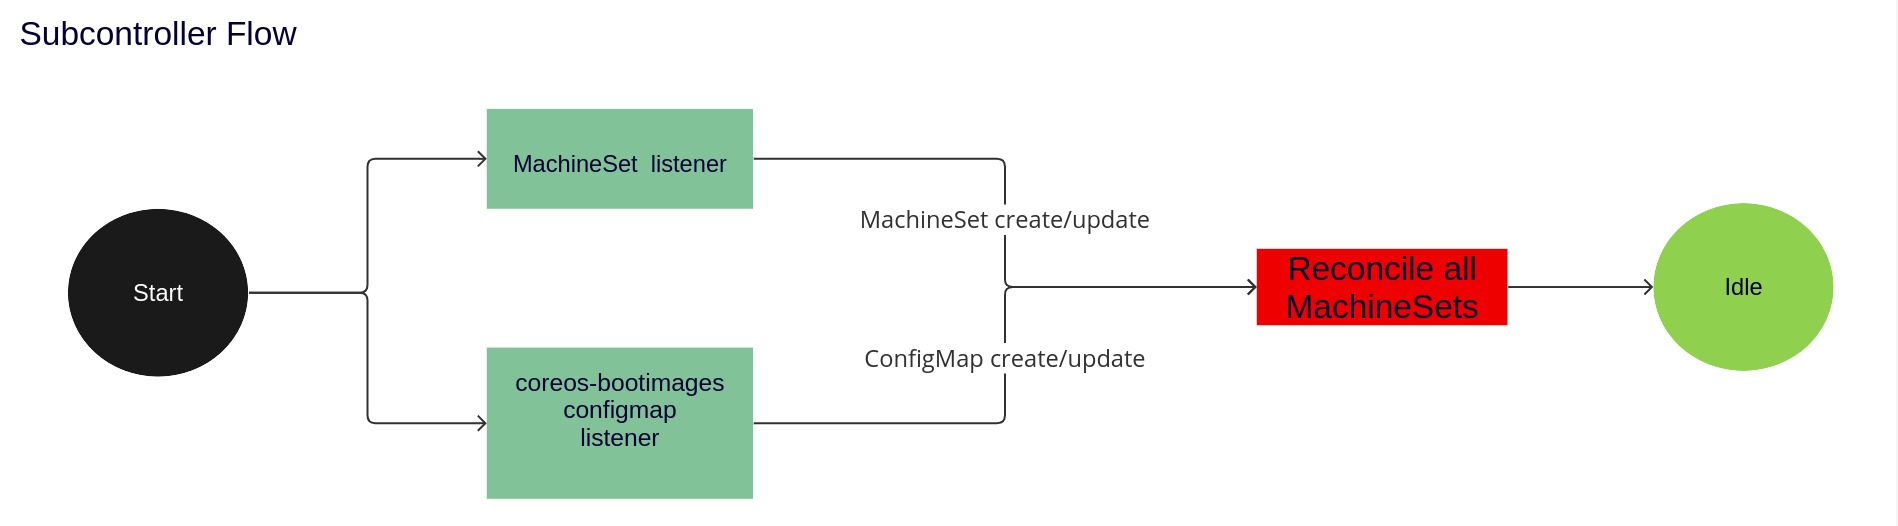 Subcontroller Flow
MachineSet  listener
MachineSet create/update
Start
Reconcile all
MachineSets
Idle
coreos-bootimages
configmap
listener
ConfigMap create/update